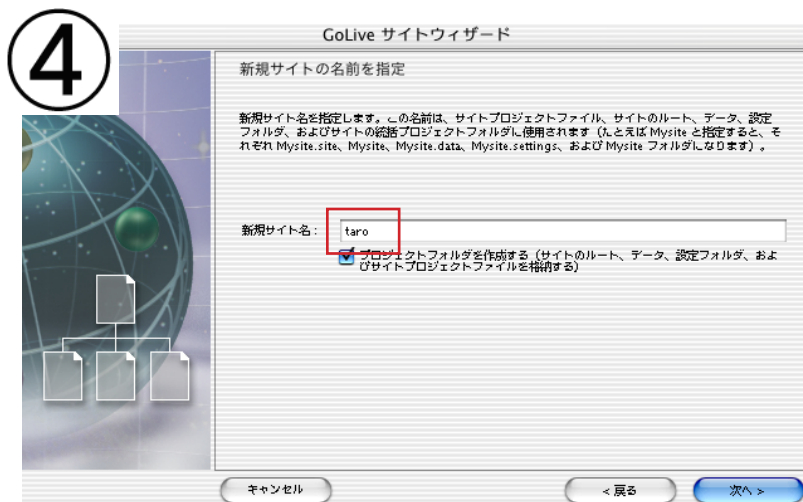 ④
GoLive サイトウィザード
新規サイトの名前を指定
新規サイト名を指定します。この名前は、サイトプロジェクトファイル、サイトのルート、データ、設定
フォルダ、およびサイトの統括プロジェクトフォルダに使用されます（たとえば Mysite と指定すると、そ
れぞれ Mysite.site、Mysite、Mysite.data、Mysite.settings、および Mysite フォルダになります）。
新規サイト名： taro
プロジェクトフォルダを作成する（サイトのルート、データ、設定フォルダ、およ
びサイトプロジェクトファイルを格納する）
キャンセル
< 戻る
次へ >